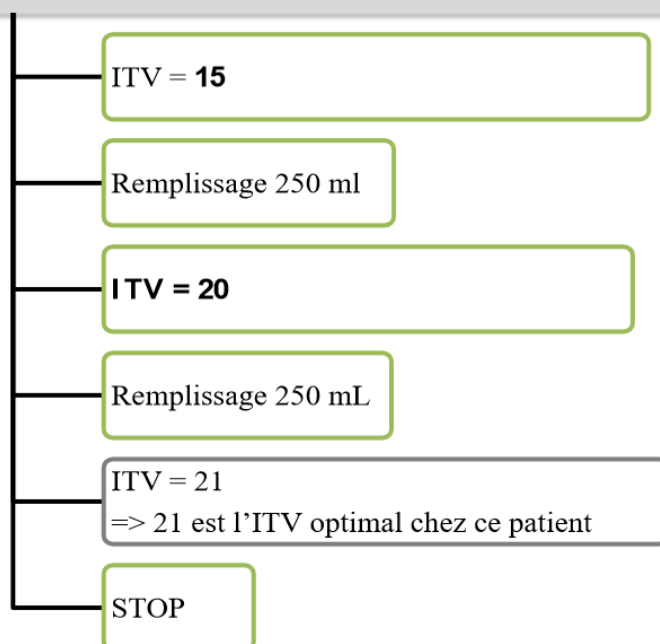 ITV = 15
Remplissage 250 ml
ITV = 20
Remplissage 250 mL
ITV = 21
=> 21 est l’ITV optimal chez ce patient
STOP